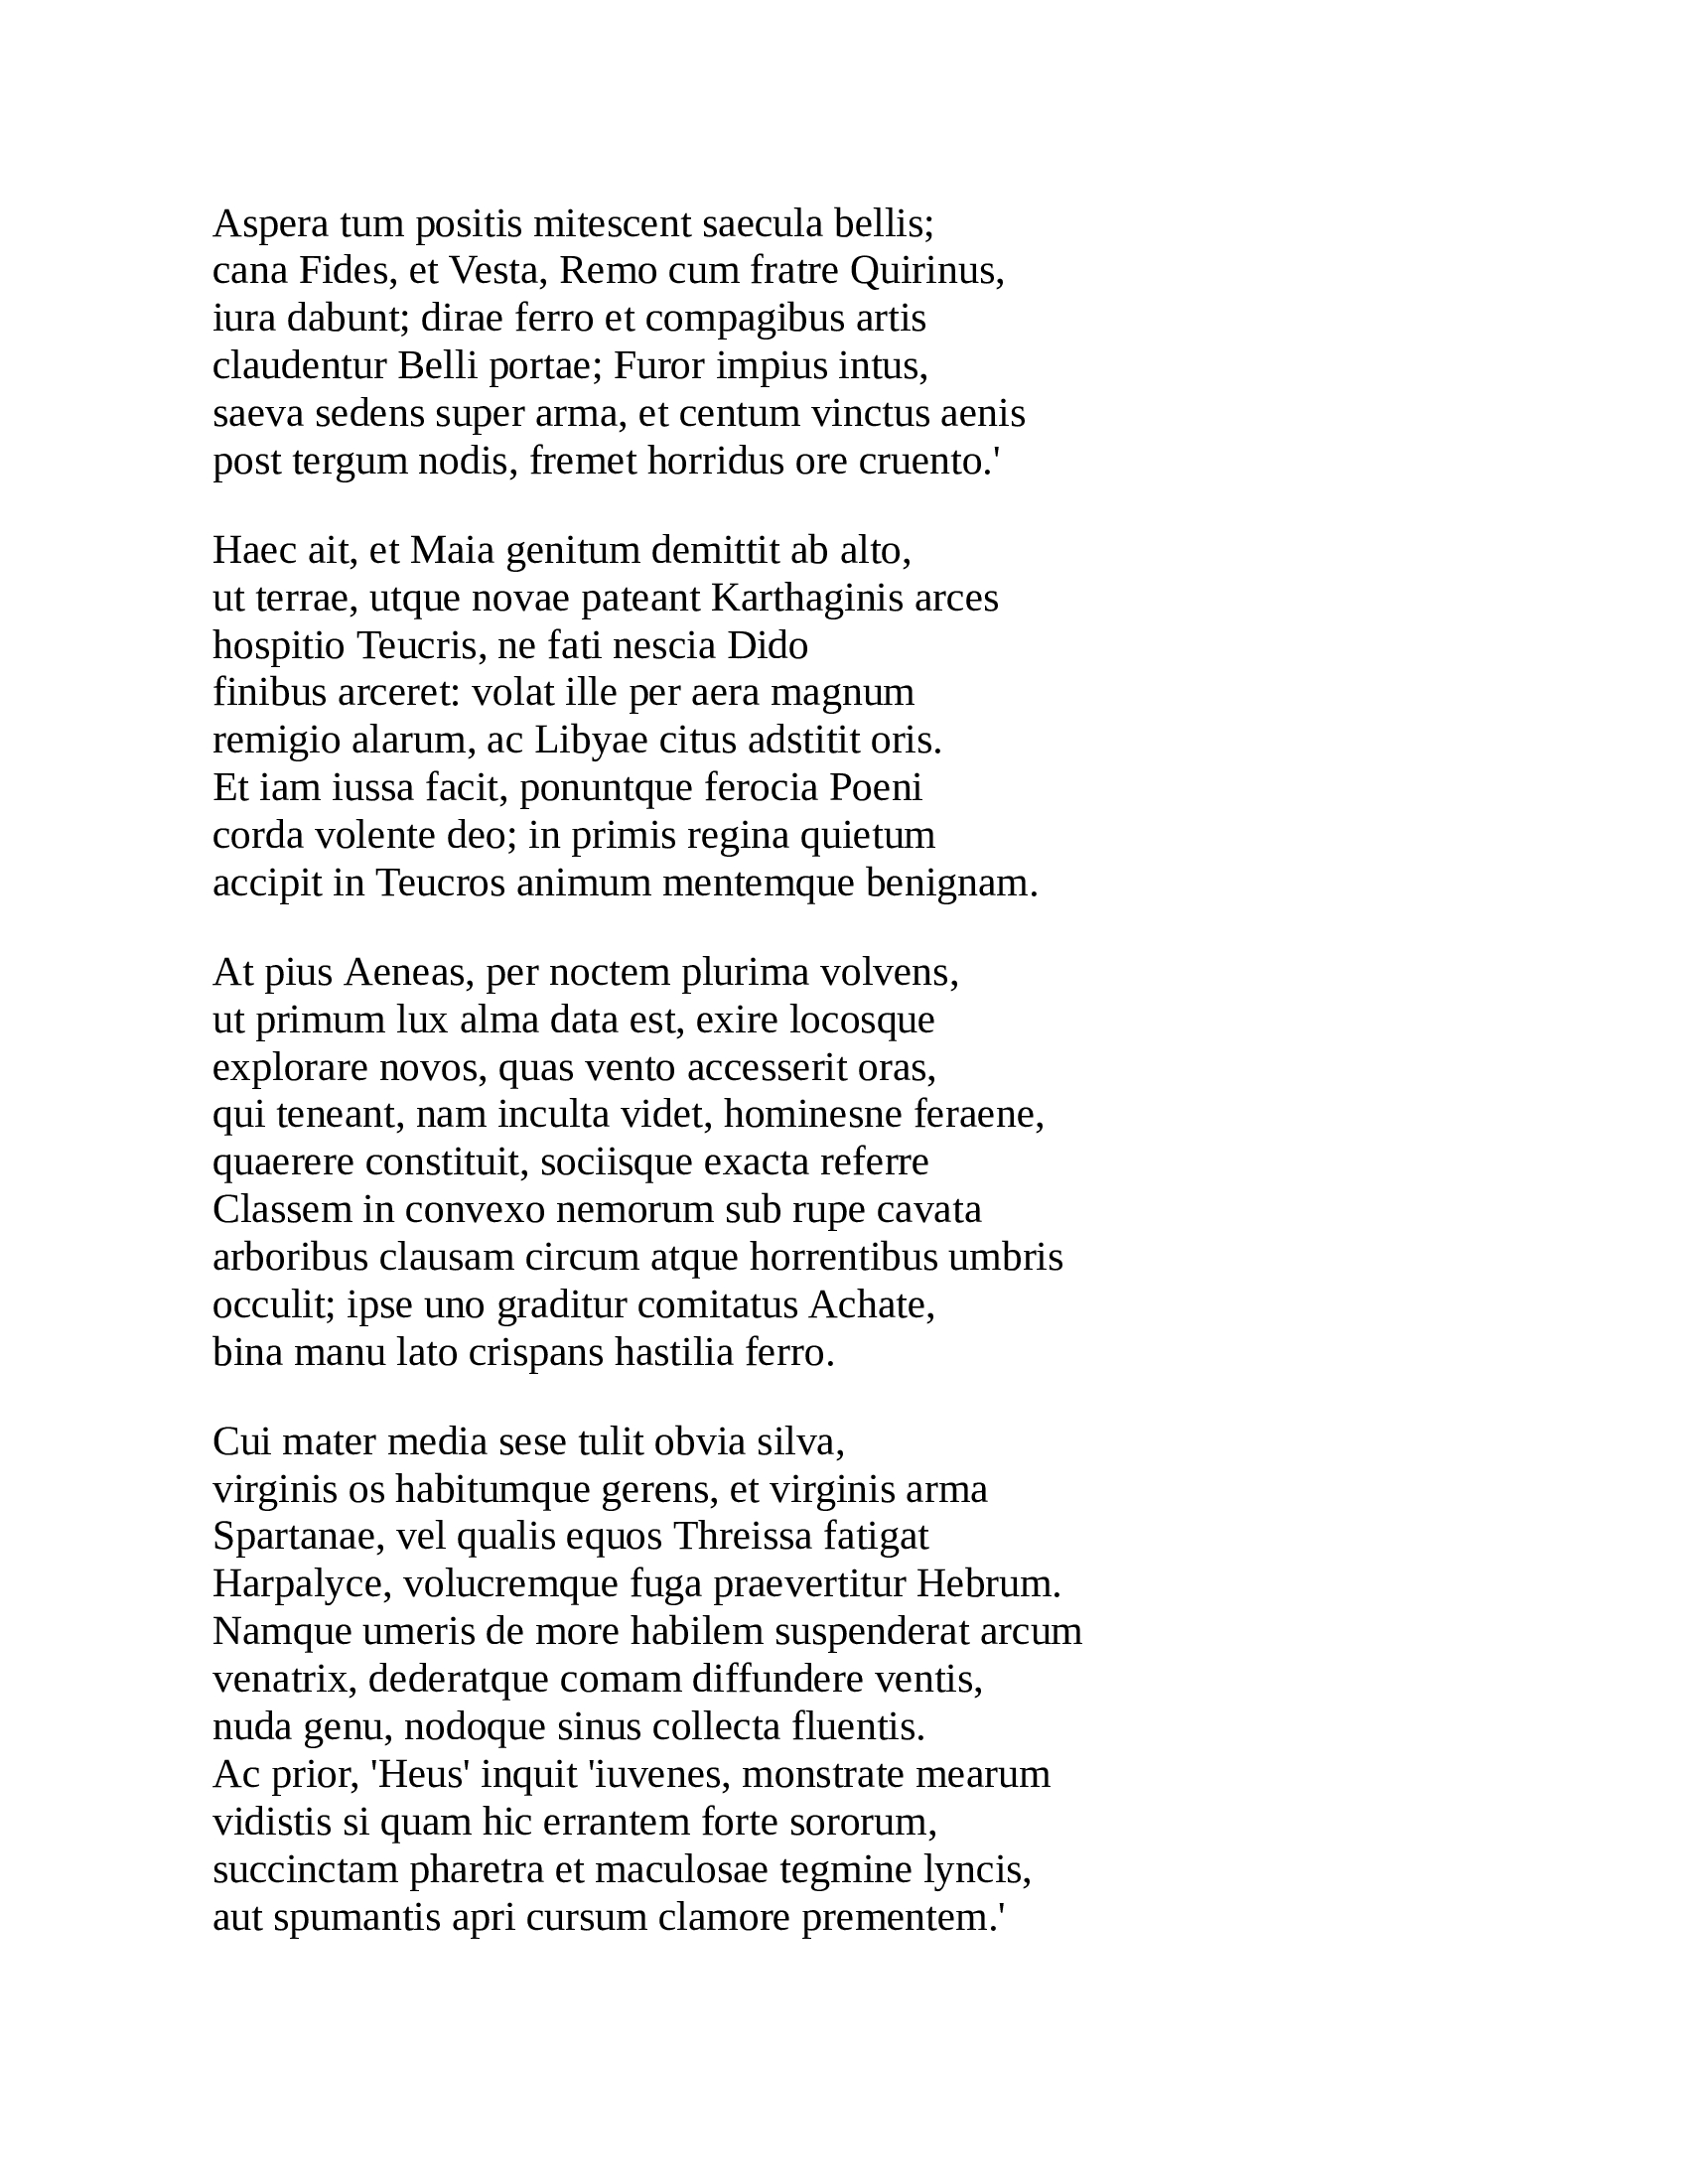 Aspera tum positis mitescent saecula bellis;
cana Fides, et Vesta, Remo cum fratre Quirinus,
iura dabunt; dirae ferro et compagibus artis
claudentur Belli portae; Furor impius intus,
saeva sedens super arma, et centum vinctus aenis
post tergum nodis, fremet horridus ore cruento.'

Haec ait, et Maia genitum demittit ab alto,
ut terrae, utque novae pateant Karthaginis arces
hospitio Teucris, ne fati nescia Dido
finibus arceret: volat ille per aera magnum
remigio alarum, ac Libyae citus adstitit oris.
Et iam iussa facit, ponuntque ferocia Poeni
corda volente deo; in primis regina quietum
accipit in Teucros animum mentemque benignam.

At pius Aeneas, per noctem plurima volvens,
ut primum lux alma data est, exire locosque
explorare novos, quas vento accesserit oras,
qui teneant, nam inculta videt, hominesne feraene,
quaerere constituit, sociisque exacta referre
Classem in convexo nemorum sub rupe cavata
arboribus clausam circum atque horrentibus umbris
occulit; ipse uno graditur comitatus Achate,
bina manu lato crispans hastilia ferro.

Cui mater media sese tulit obvia silva,
virginis os habitumque gerens, et virginis arma
Spartanae, vel qualis equos Threissa fatigat
Harpalyce, volucremque fuga praevertitur Hebrum.
Namque umeris de more habilem suspenderat arcum
venatrix, dederatque comam diffundere ventis,
nuda genu, nodoque sinus collecta fluentis.
Ac prior, 'Heus' inquit 'iuvenes, monstrate mearum
vidistis si quam hic errantem forte sororum,
succinctam pharetra et maculosae tegmine lyncis,
aut spumantis apri cursum clamore prementem.'